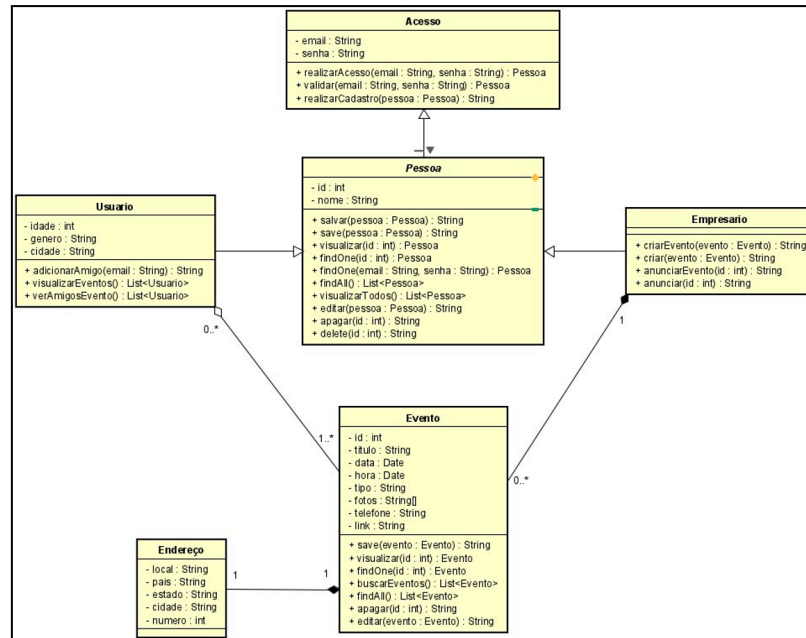 Acesso
- email : String
- senha : String
+ realizarAcesso(email : String, senha : String) : Pessoa
+ validar(email : String, senha : String) : Pessoa
+ realizarCadastro(pessoa : Pessoa) : String
Pessoa
- id : int
- nome : String
+ salvar(pessoa : Pessoa) : String
+ save(pessoa : Pessoa) : String
+ visualizar(id : int) : Pessoa
+ findOne(id : int) : Pessoa
+ findOne(email : String, senha : String) : Pessoa
+ findAll() : List<Pessoa>
+ visualizarTodos() : List<Pessoa>
+ editar(pessoa : Pessoa) : String
+ apagar(id : int) : String
+ delete(id : int) : String
Usuario
- idade : int
- genero : String
- cidade : String
+ adicionarAmigo(email : String) : String
+ visualizarEventos() : List<Usuario>
+ verAmigosEvento() : List<Usuario>
Empresario
+ criarEvento(evento : Evento) : String
+ criar(evento : Evento) : String
+ anunciarEvento(id : int) : String
+ anunciar(id : int) : String
0..*
1
1..*
0..*
Evento
- id : int
- titulo : String
- data : Date
- hora : Date
- tipo : String
- fotos : String[]
- telefone : String
- link : String
+ save(evento : Evento) : String
+ visualizar(id : int) : Evento
+ findOne(id : int) : Evento
+ buscarEventos() : List<Evento>
+ findAll() : List<Evento>
+ apagar(id : int) : String
+ editar(evento : Evento) : String
Endereço
- local : String
- pais : String
- estado : String
- cidade : String
- numero : int
1
1